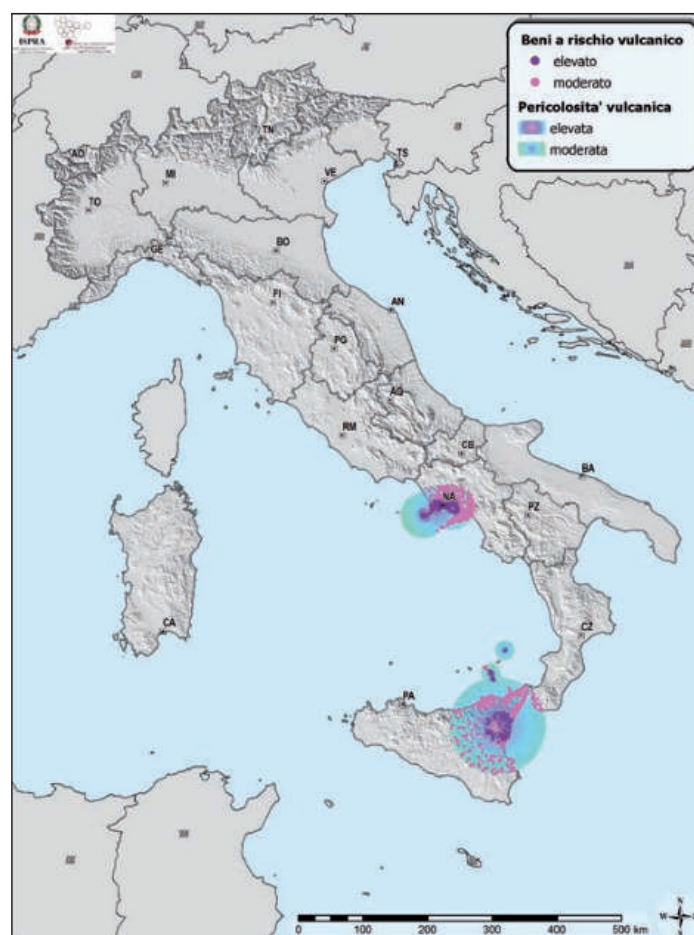 ISPRA
Beni a rischio vulcanico
elevato
moderato
Pericolosita' vulcanica
elevata
moderata
TN
AO
TS
MI
VE
TO
BO
GE
FI
AN
PG
AQ
RM
CB
BA
NA
PZ
CA
CZ
PA
N
W E
S
0 100 200 300 400 500 km